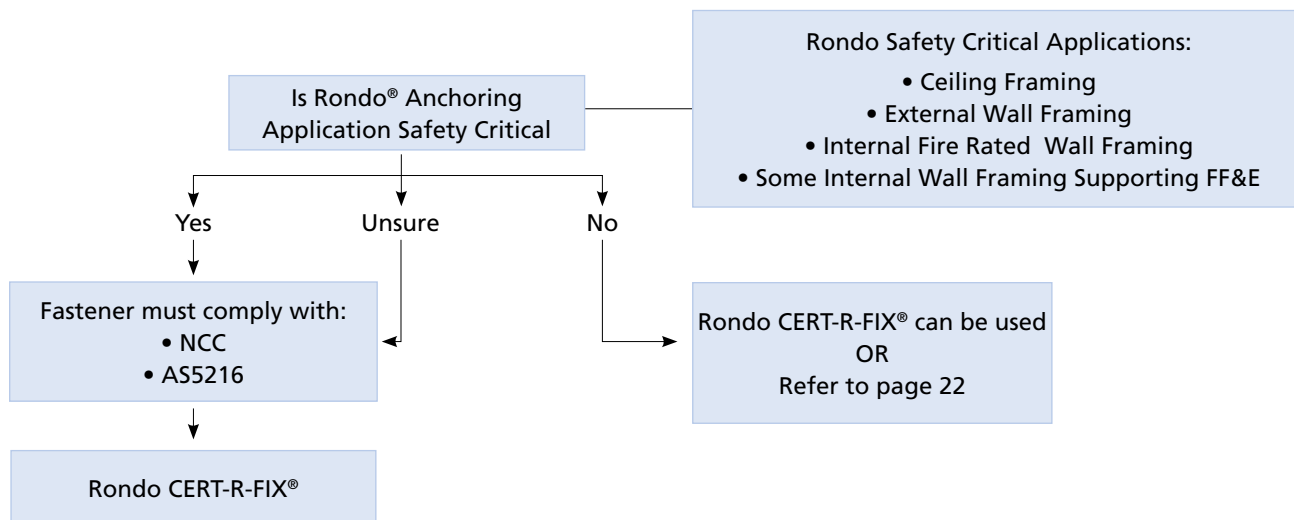 Is Rondo® Anchoring
Application Safety Critical
Rondo Safety Critical Applications:
• Ceiling Framing
• External Wall Framing
• Internal Fire Rated  Wall Framing
• Some Internal Wall Framing Supporting FF&E
Yes
Unsure
No
Fastener must comply with:
• NCC
• AS5216
Rondo CERT-R-FIX® can be used
OR
Refer to page 22
Rondo CERT-R-FIX®